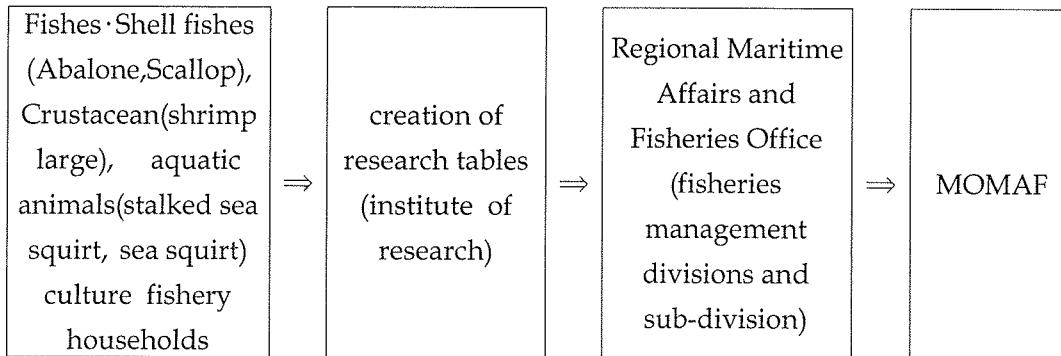 Fishes·Shell fishes
(Abalone,Scallop),
Crustacean(shrimp
large), aquatic
animals(stalked sea
squirt, sea squirt)
culture fishery
households
⇒
creation of
research tables
(institute of
research)
⇒
Regional Maritime
Affairs and
Fisheries Office
(fisheries
management
divisions and
sub-division)
⇒
MOMAF